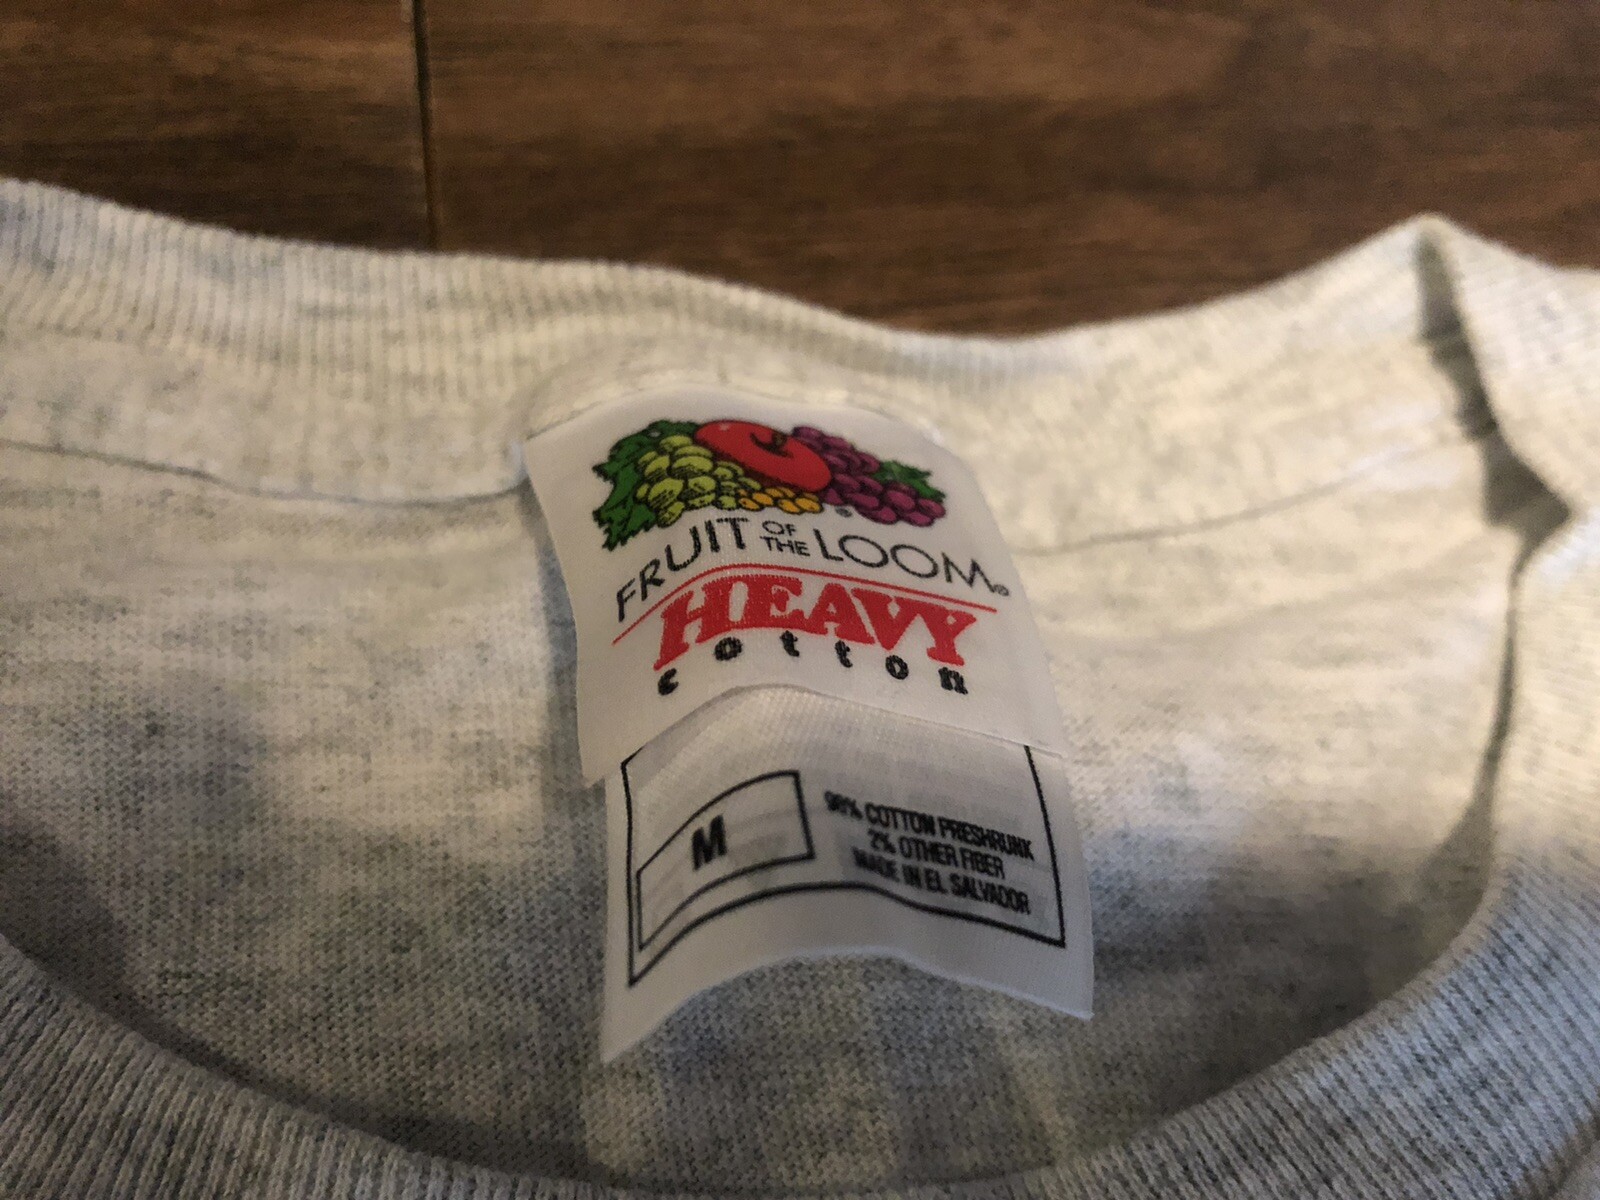 FRUIT OF THE LOOM®
HEAVY
cotton
M
98% COTTON PRESHRUNK
2% OTHER FIBER
MADE IN EL SALVADOR